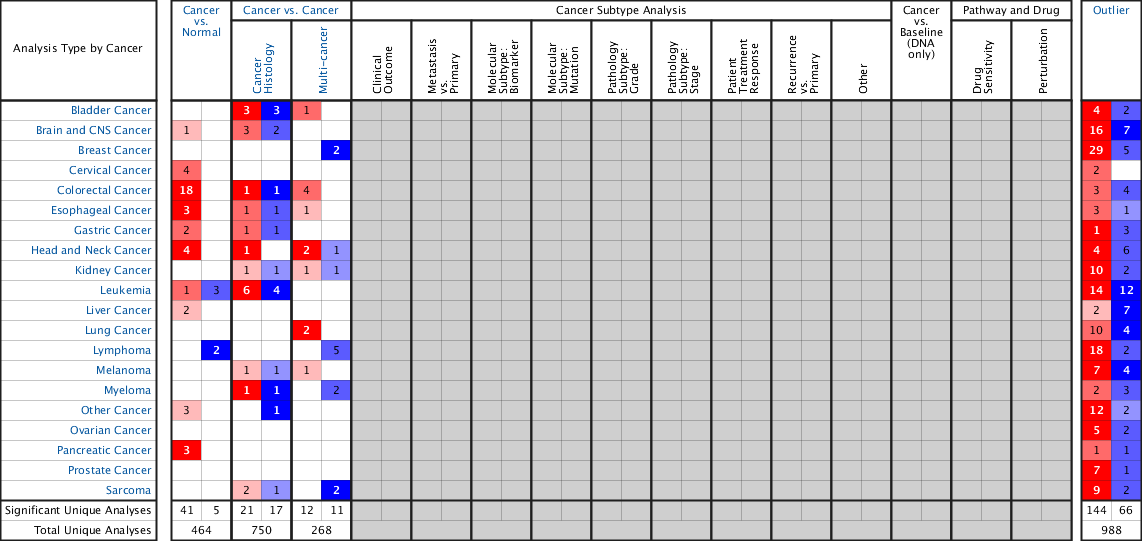 Analysis Type by Cancer
Cancer
vs.
Normal
Cancer vs. Cancer
Cancer Subtype Analysis
Cancer
vs.
Baseline
(DNA
only)
Pathway and Drug
Outlier
Cancer
Histology
Multi-cancer
Clinical
Outcome
Metastasis
vs.
Primary
Molecular
Subtype:
Biomarker
Molecular
Subtype:
Mutation
Pathology
Subtype:
Grade
Pathology
Subtype:
Stage
Patient
Treatment
Response
Recurrence
vs.
Primary
Other
Drug
Sensitivity
Perturbation
Bladder Cancer 3 3 1 4 2
Brain and CNS Cancer 1 3 2 16 7
Breast Cancer 2 29 5
Cervical Cancer 4 2
Colorectal Cancer 18 1 1 4 3 4
Esophageal Cancer 3 1 1 1 3 1
Gastric Cancer 2 1 1 1 3
Head and Neck Cancer 4 1 2 1 4 6
Kidney Cancer 1 1 1 1 10 2
Leukemia 1 3 6 4 14 12
Liver Cancer 2 2 7
Lung Cancer 2 10 4
Lymphoma 2 5 18 2
Melanoma 1 1 1 7 4
Myeloma 1 1 2 2 3
Other Cancer 3 1 12 2
Ovarian Cancer 5 2
Pancreatic Cancer 3 1 1
Prostate Cancer 7 1
Sarcoma 2 1 2 9 2
Significant Unique Analyses 41 5 21 17 12 11 144 66
Total Unique Analyses 464 750 268 988